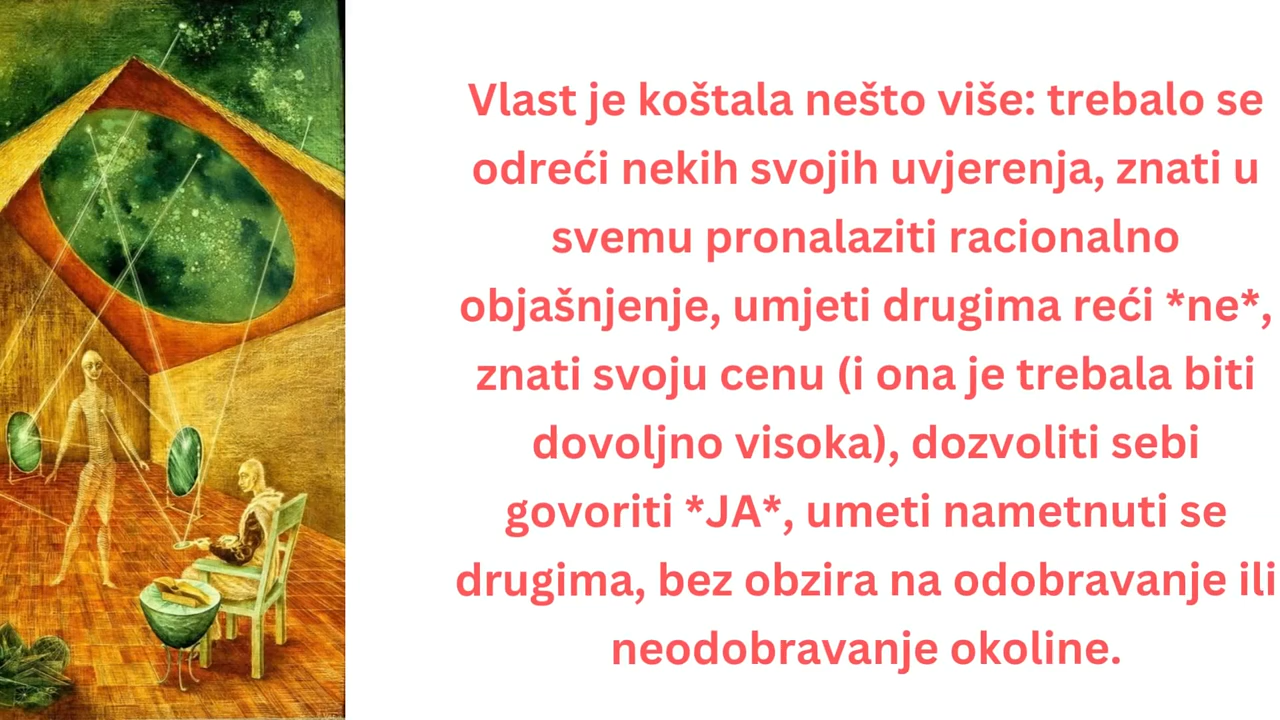 Vlast je koštala nešto više: trebalo se
odreći nekih svojih uvjerenja, znati u
svemu pronalaziti racionalno
objašnjenje, umjeti drugima reći *ne*,
znati svoju cenu (i ona je trebala biti
dovoljno visoka), dozvoliti sebi
govoriti *JA*, umeti nametnuti se
drugima, bez obzira na odobravanje ili
neodobravanje okoline.